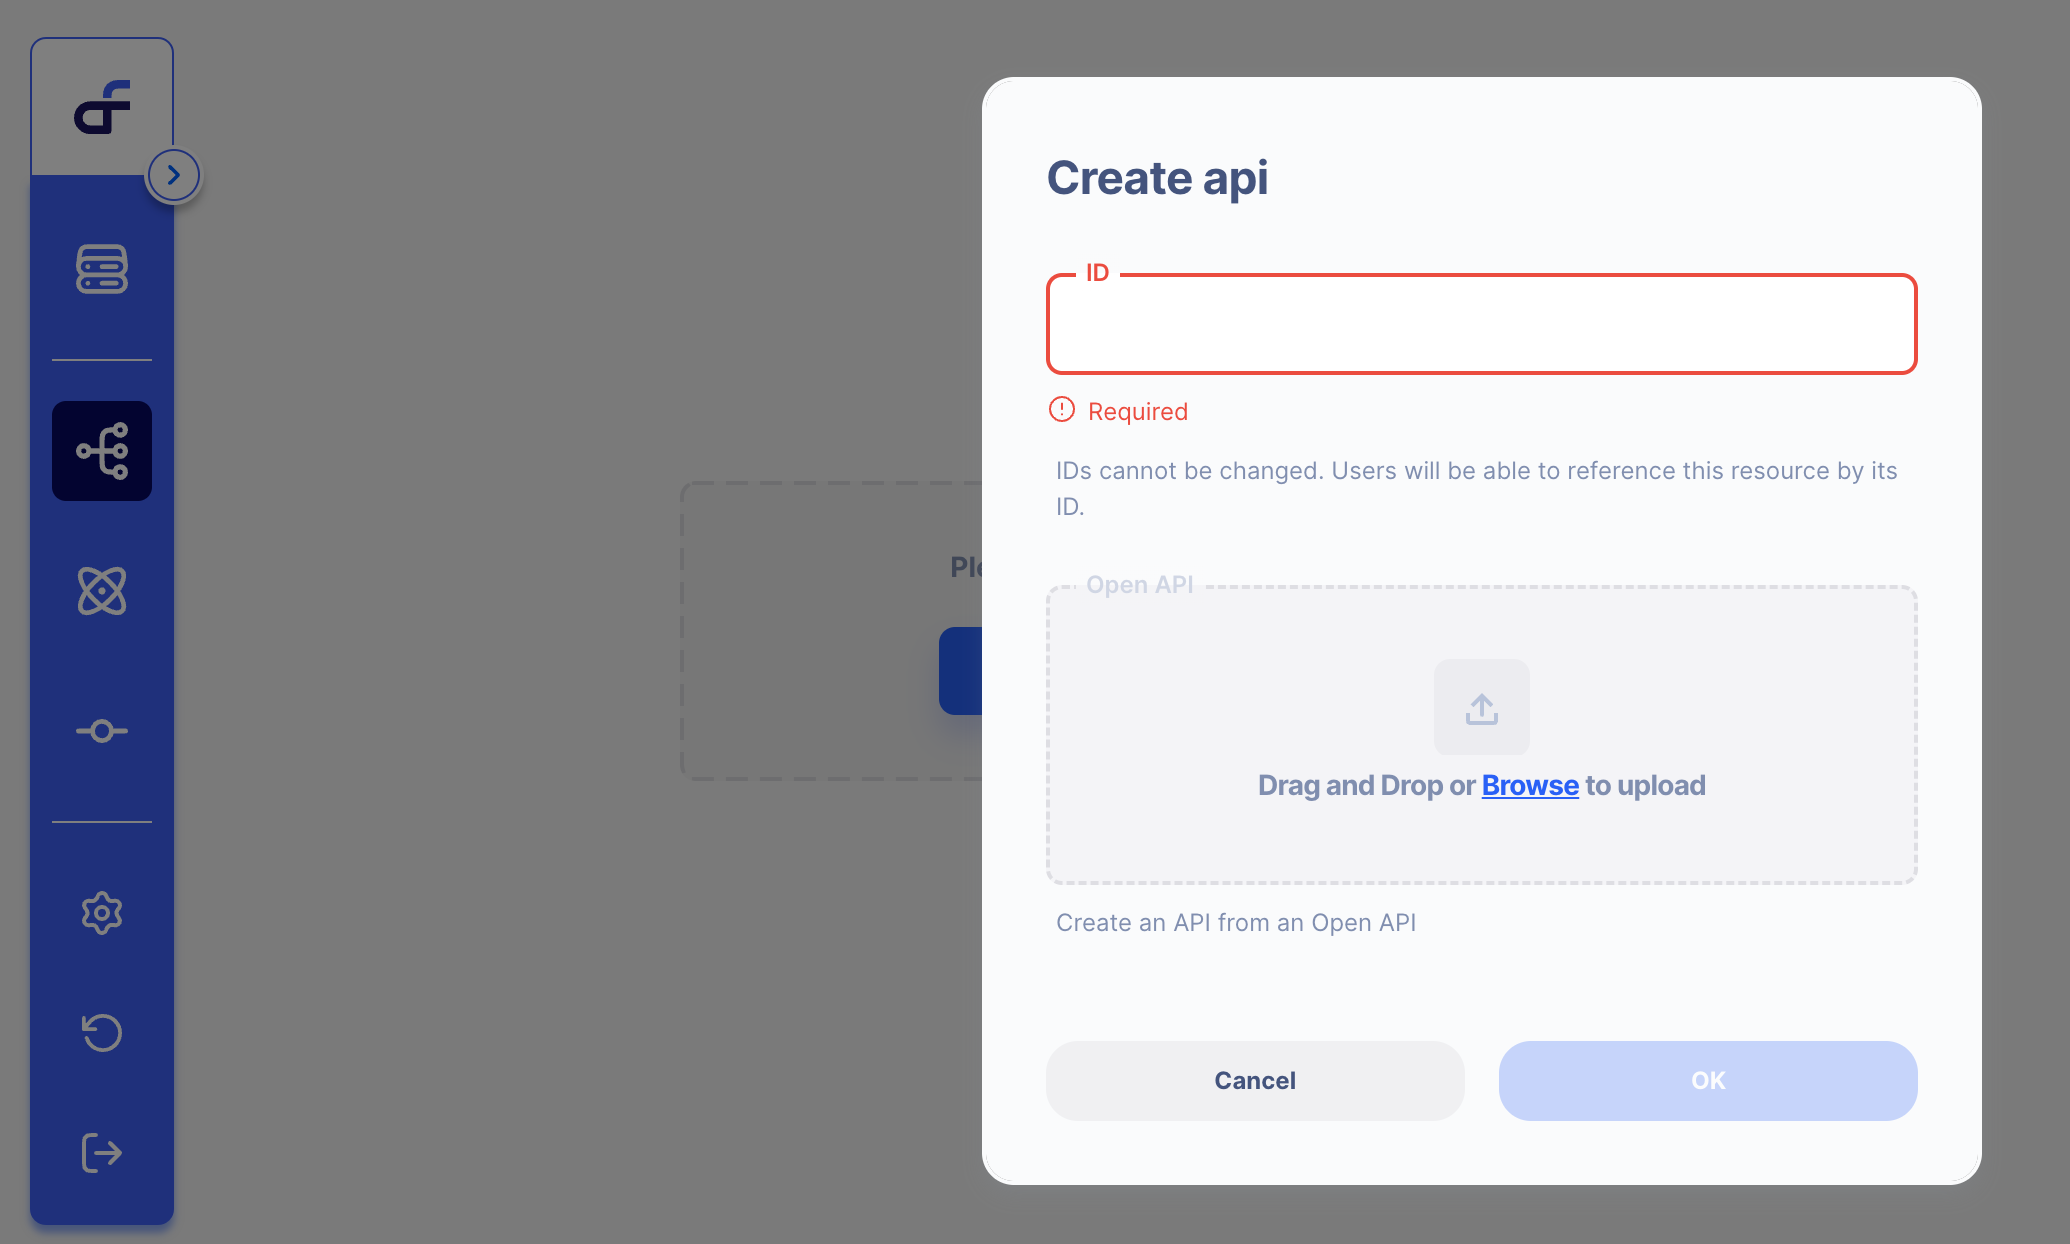 Create api
ID
Required
IDs cannot be changed. Users will be able to reference this resource by its
ID.
Open API
Drag and Drop or Browse to upload
Create an API from an Open API
Cancel
OK